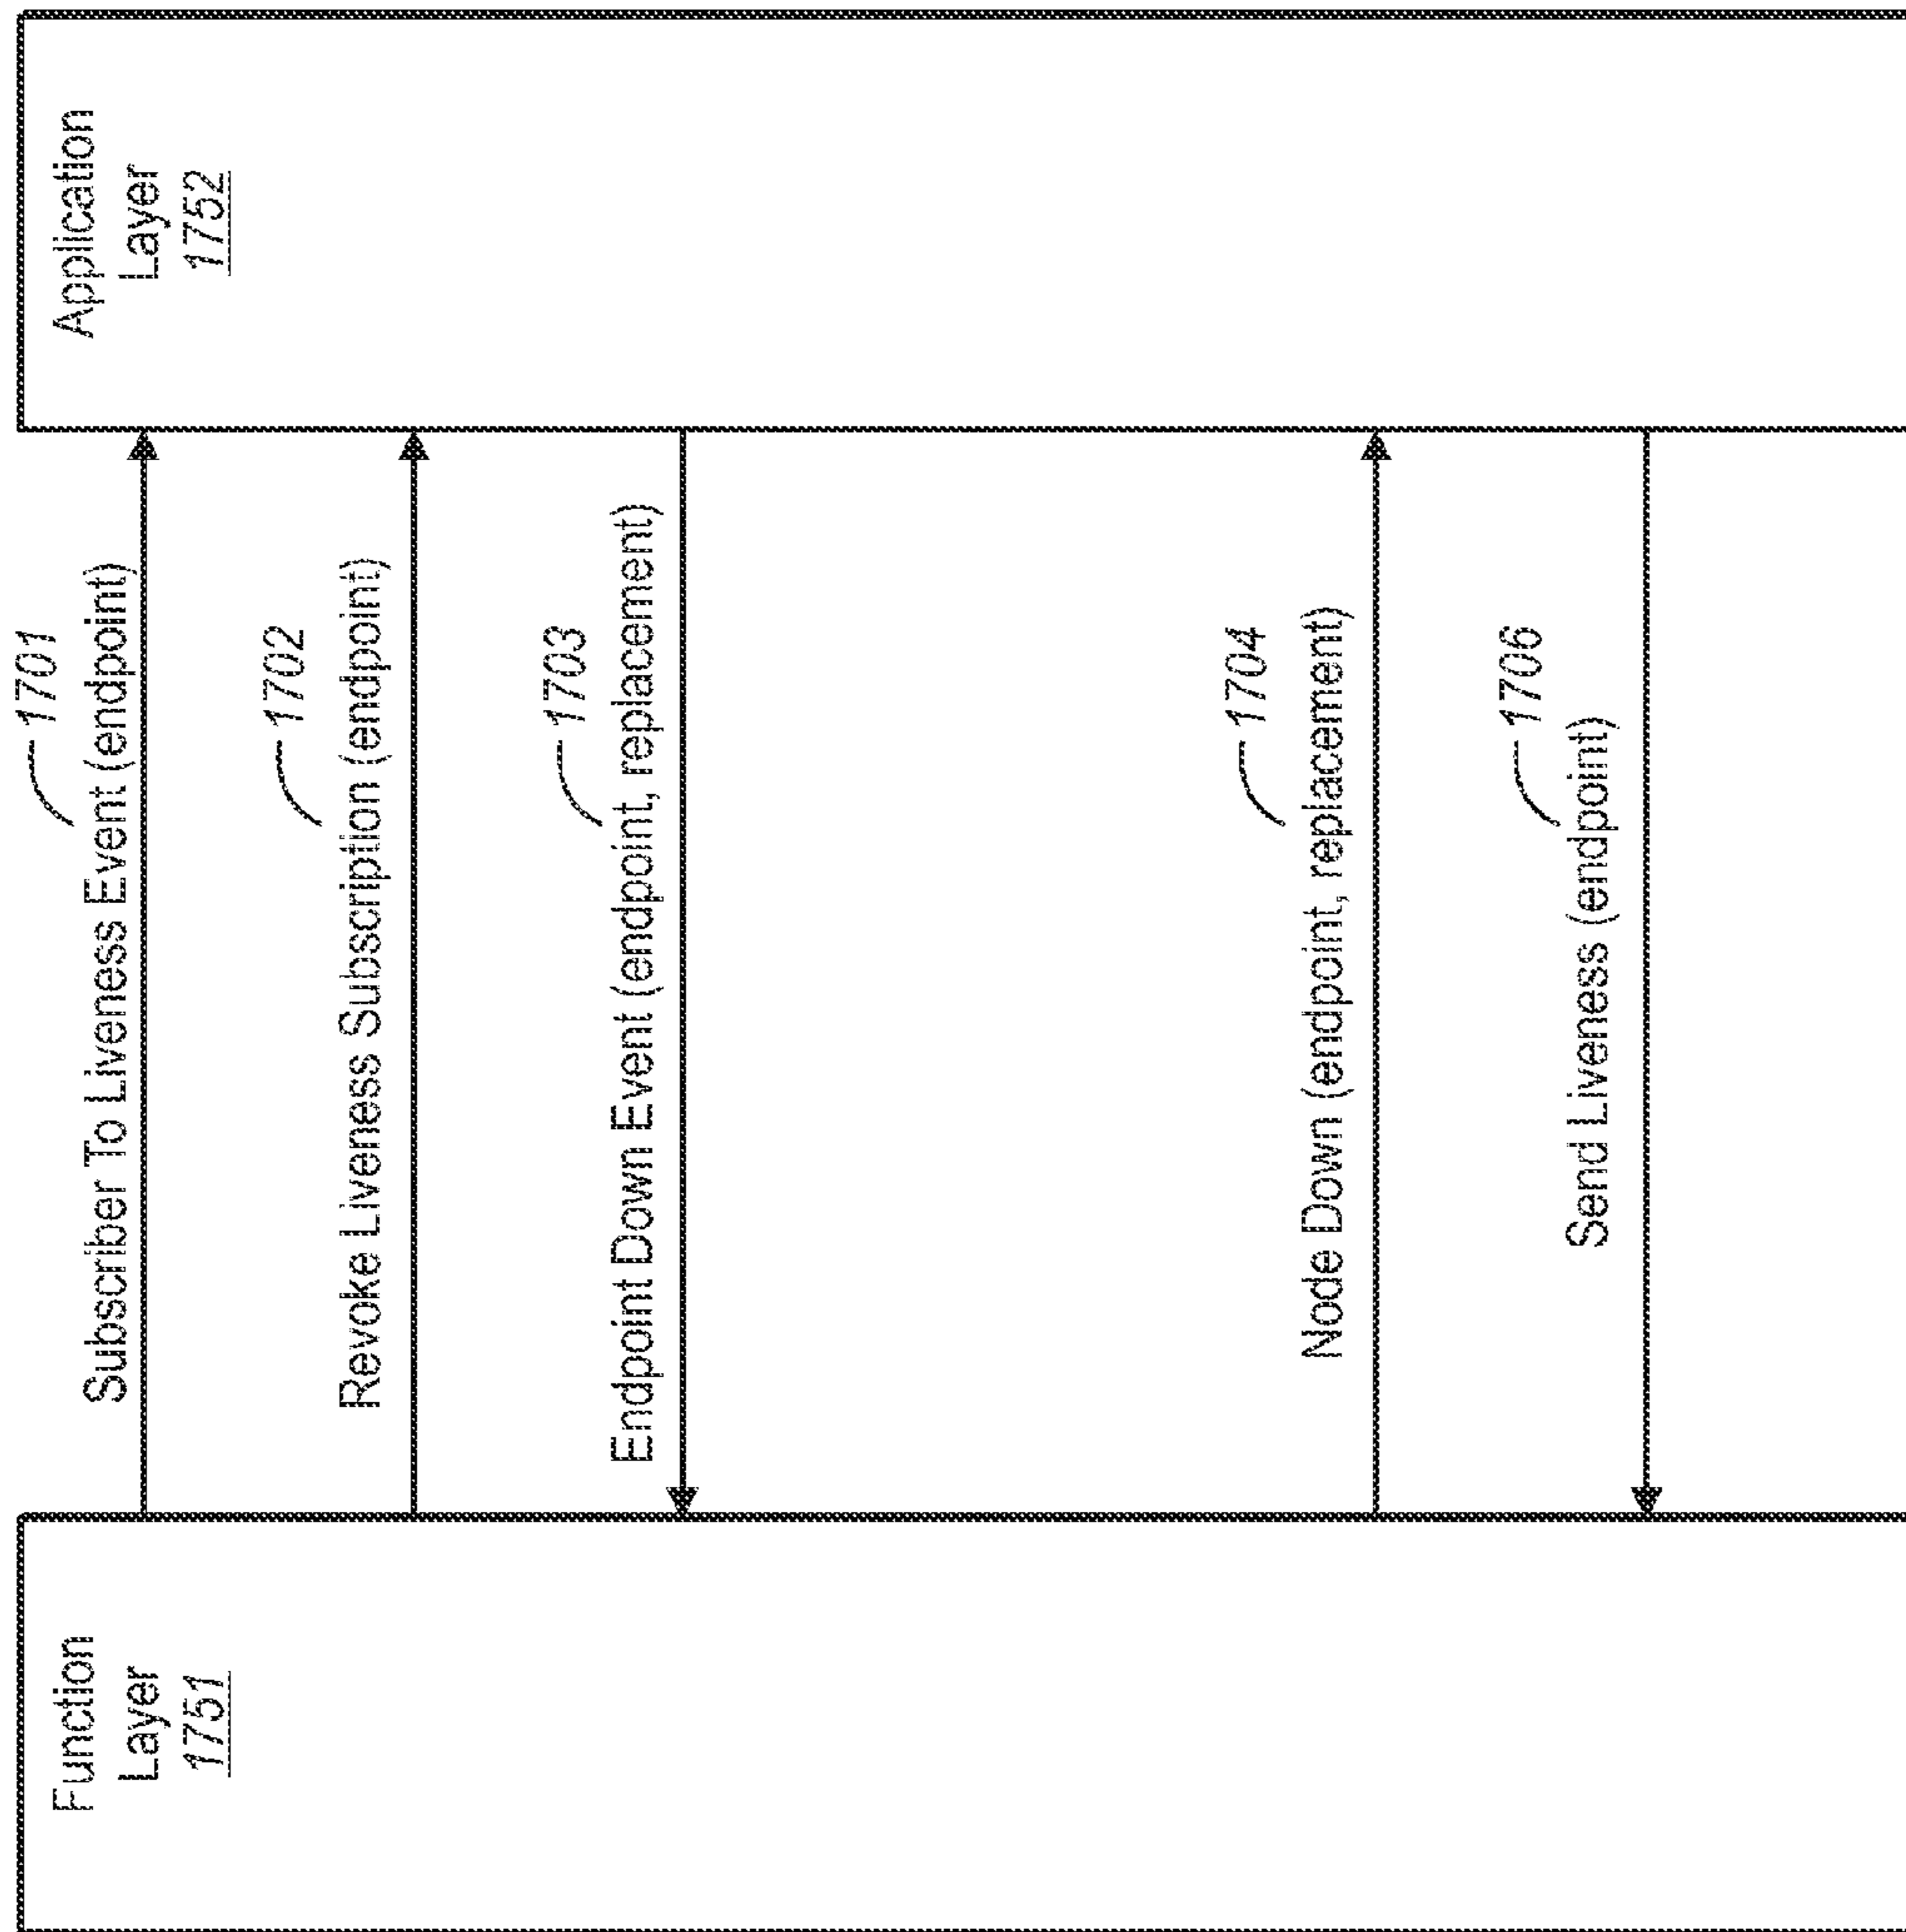 Function
Layer
1751
Application
Layer
1752
1701
Subscriber To Liveness Event (endpoint)
1702
Revoke Liveness Subscription (endpoint)
1703
Endpoint Down Event (endpoint, replacement)
1704
Node Down (endpoint, replacement)
1706
Send Liveness (endpoint)